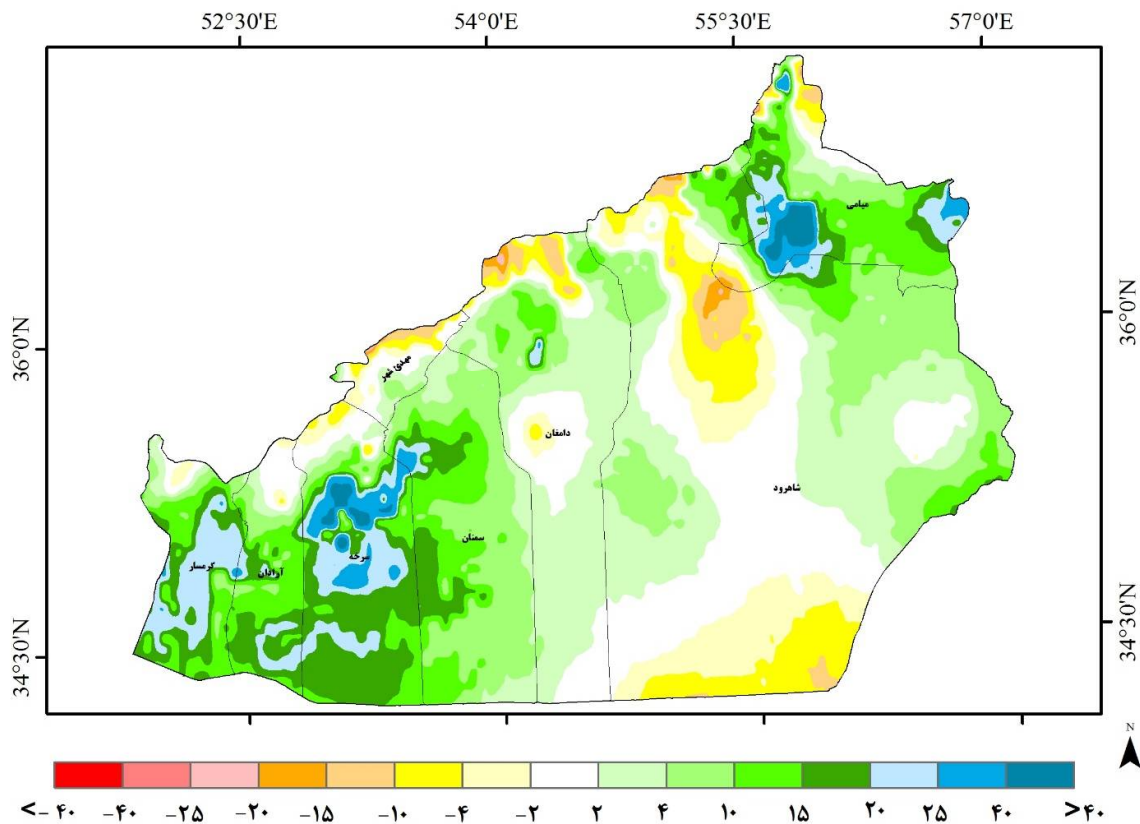 52°30'E 54°0'E 55°30'E 57°0'E
36°0'N 36°0'N
34°30'N 34°30'N
میامی
مهدی شهر
دامغان
شاهرود
سمنان
سرخه
آرادان
گرمسار
N
<-۴۰ -۴۰ -۲۵ -۲۰ -۱۵ -۱۰ -۴ -۲ ۲ ۴ ۱۰ ۱۵ ۲۰ ۲۵ ۴۰ >۴۰